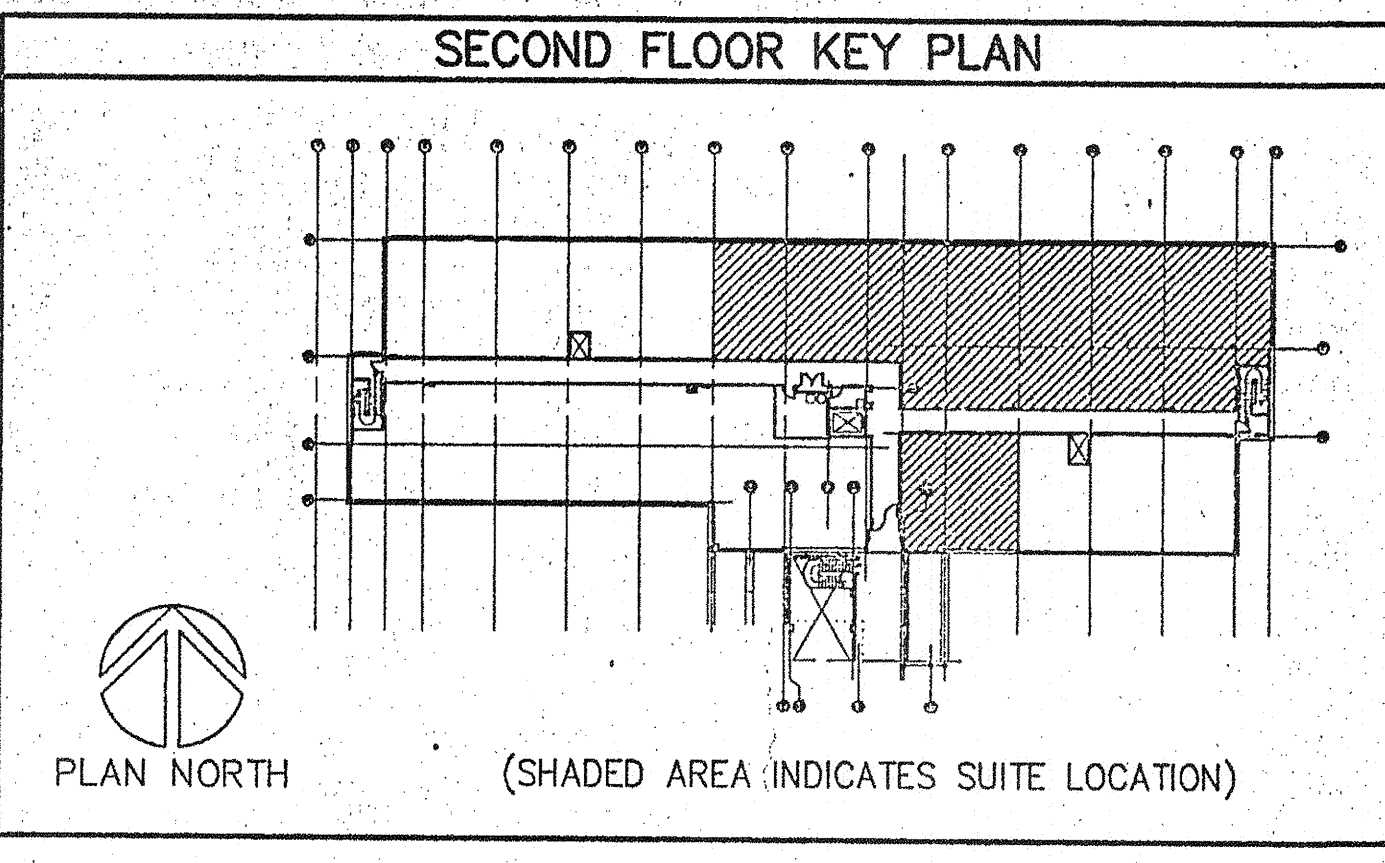 SECOND FLOOR KEY PLAN
PLAN NORTH
(SHADED AREA INDICATES SUITE LOCATION)